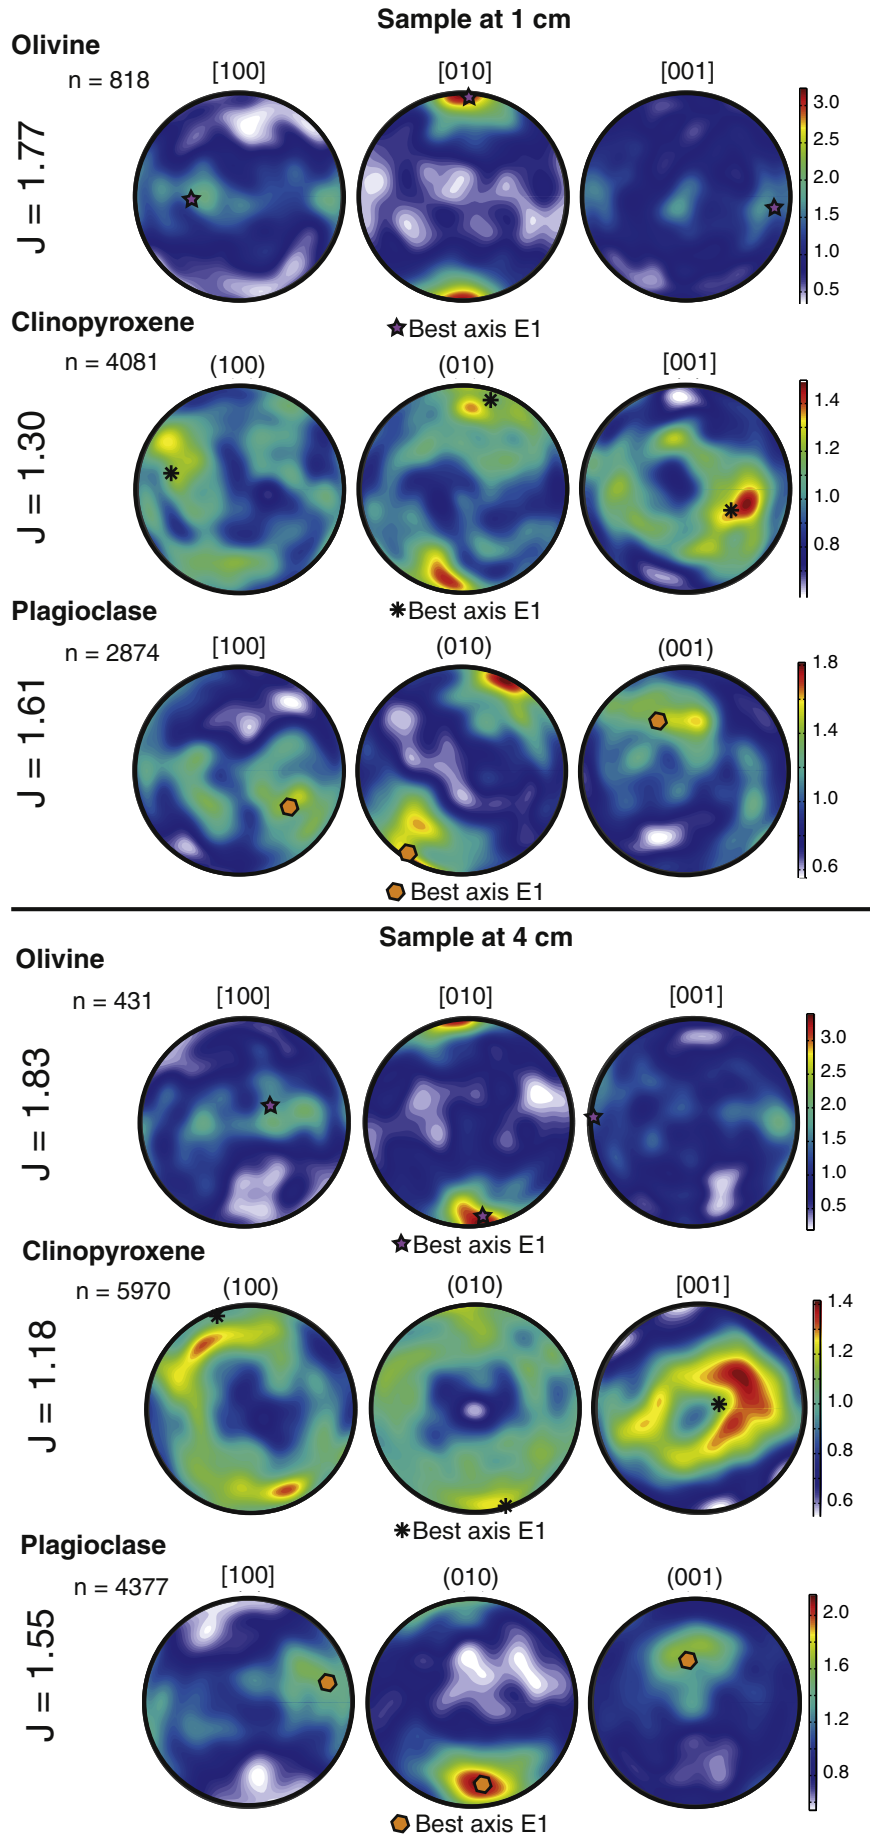 Sample at 1 cm
Olivine
n = 818
[100]
[010]
[001]
J = 1.77
3.0
2.5
2.0
1.5
1.0
0.5
Best axis E1
Clinopyroxene
n = 4081
(100)
(010)
[001]
J = 1.30
1.4
1.2
1.0
0.8
Best axis E1
Plagioclase
n = 2874
[100]
(010)
(001)
J = 1.61
1.8
1.4
1.0
0.6
Best axis E1
Sample at 4 cm
Olivine
n = 431
[100]
[010]
[001]
J = 1.83
3.0
2.5
2.0
1.5
1.0
0.5
Best axis E1
Clinopyroxene
n = 5970
(100)
(010)
[001]
J = 1.18
1.4
1.2
1.0
0.8
0.6
Best axis E1
Plagioclase
n = 4377
[100]
(010)
(001)
J = 1.55
2.0
1.6
1.2
0.8
Best axis E1